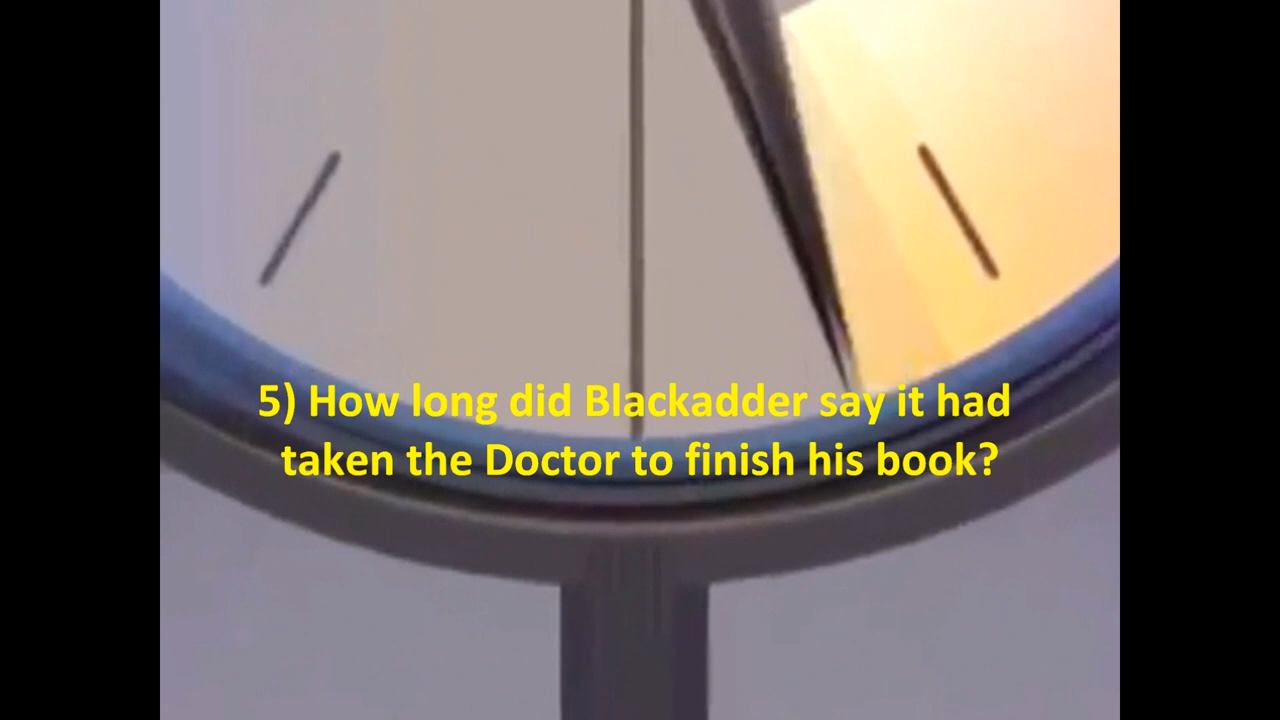 5) How long did Blackadder say it had
taken the Doctor to finish his book?